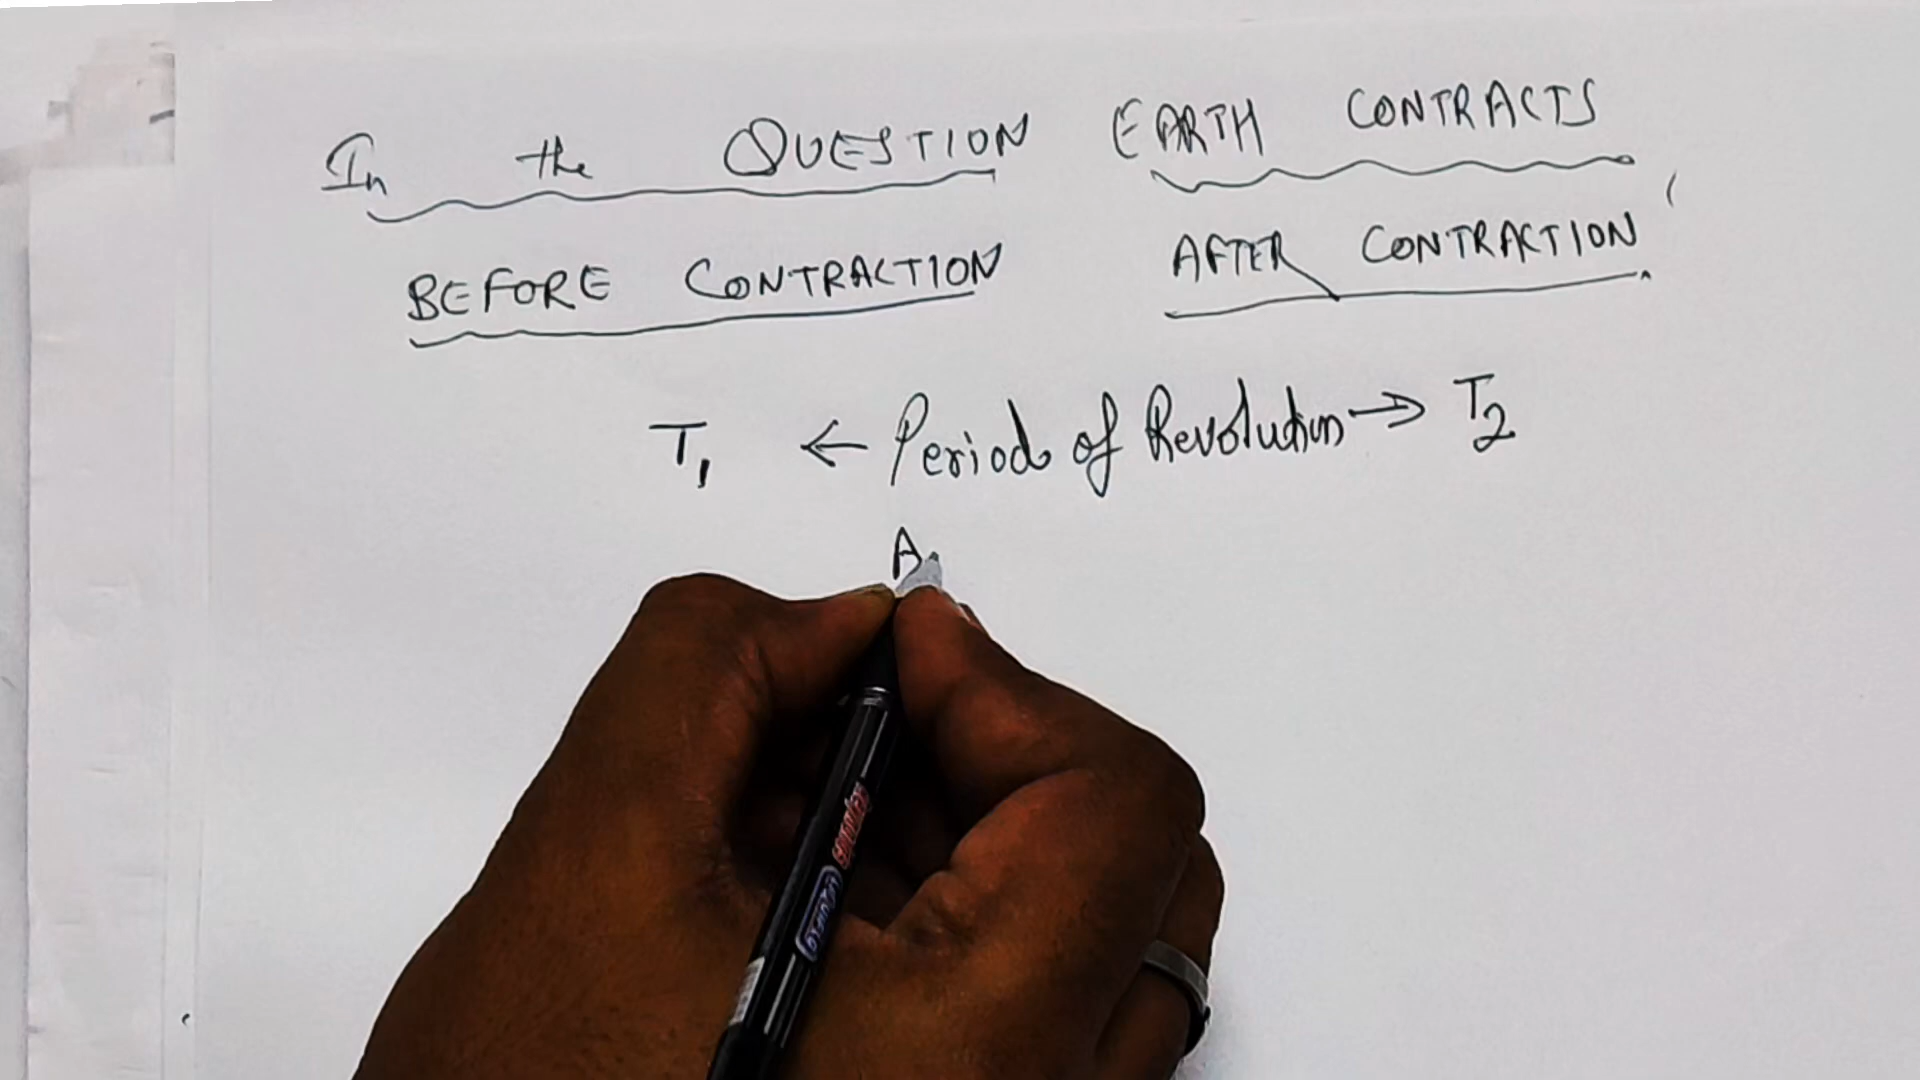 In the QUESTION EARTH CONTRACTS
BEFORE CONTRACTION AFTER CONTRACTION
T1 ← Period of Revolution → T2
A